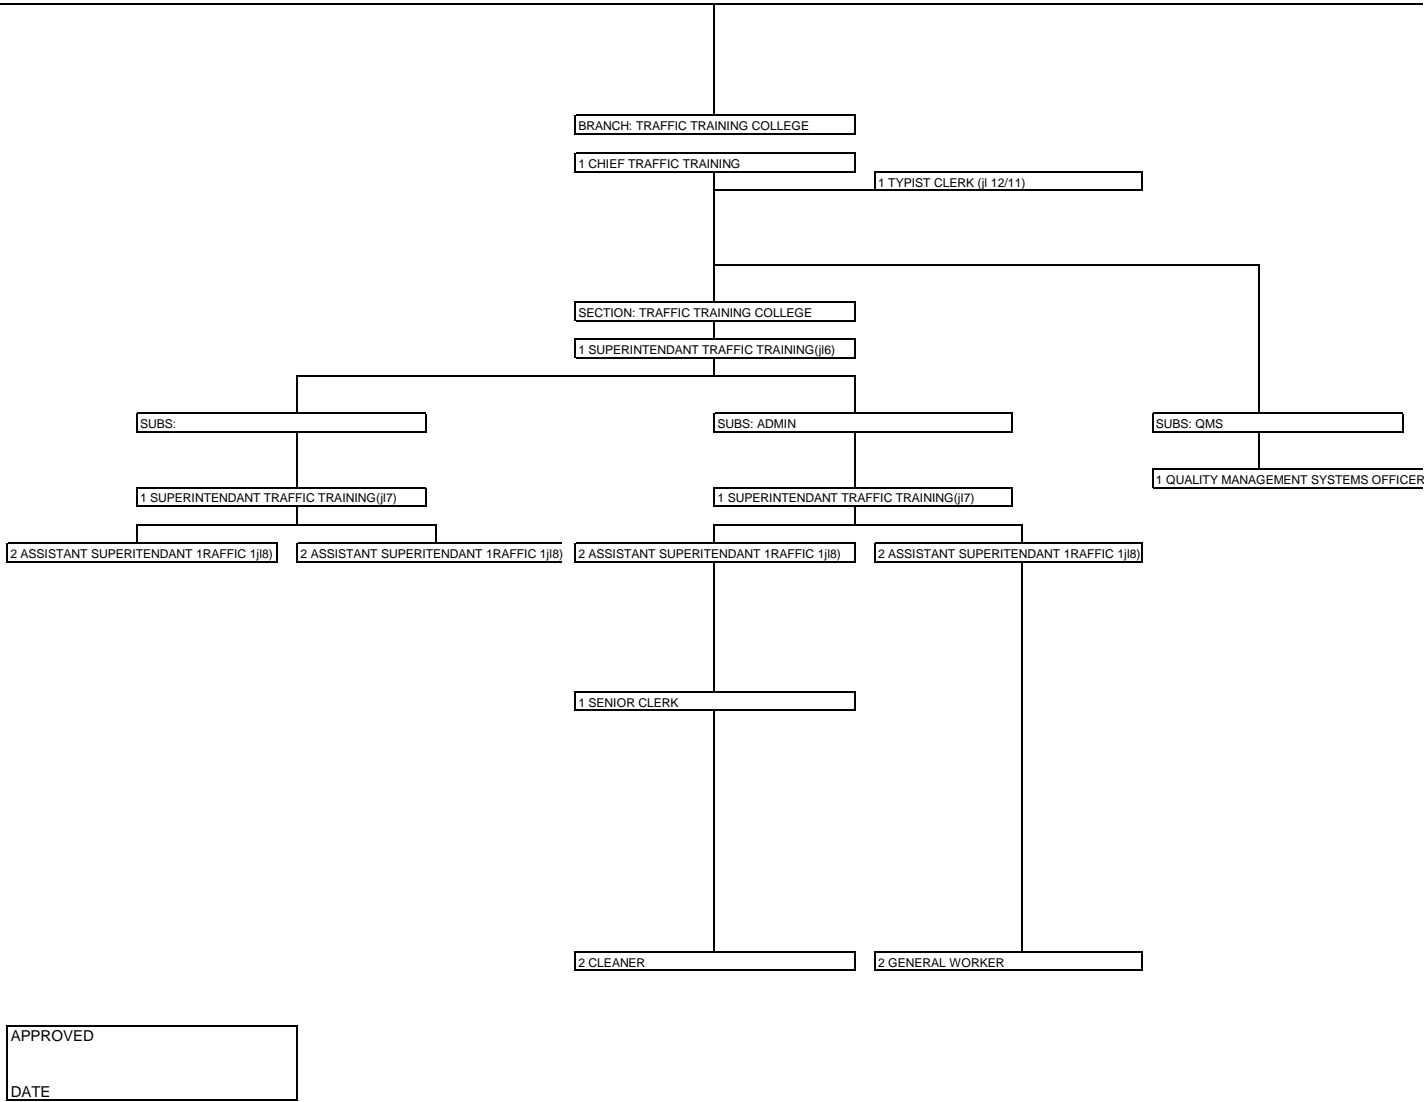 BRANCH: TRAFFIC TRAINING COLLEGE
1 CHIEF TRAFFIC TRAINING
1 TYPIST CLERK (jl 12/11)
SECTION: TRAFFIC TRAINING COLLEGE
1 SUPERINTENDANT TRAFFIC TRAINING(jl6)
SUBS:
SUBS: ADMIN
SUBS: QMS
1 QUALITY MANAGEMENT SYSTEMS OFFICER
1 SUPERINTENDANT TRAFFIC TRAINING(jl7)
1 SUPERINTENDANT TRAFFIC TRAINING(jl7)
2 ASSISTANT SUPERITENDANT 1RAFFIC 1jl8)
2 ASSISTANT SUPERITENDANT 1RAFFIC 1jl8)
2 ASSISTANT SUPERITENDANT 1RAFFIC 1jl8)
2 ASSISTANT SUPERITENDANT 1RAFFIC 1jl8)
1 SENIOR CLERK
2 CLEANER
2 GENERAL WORKER
APPROVED
DATE